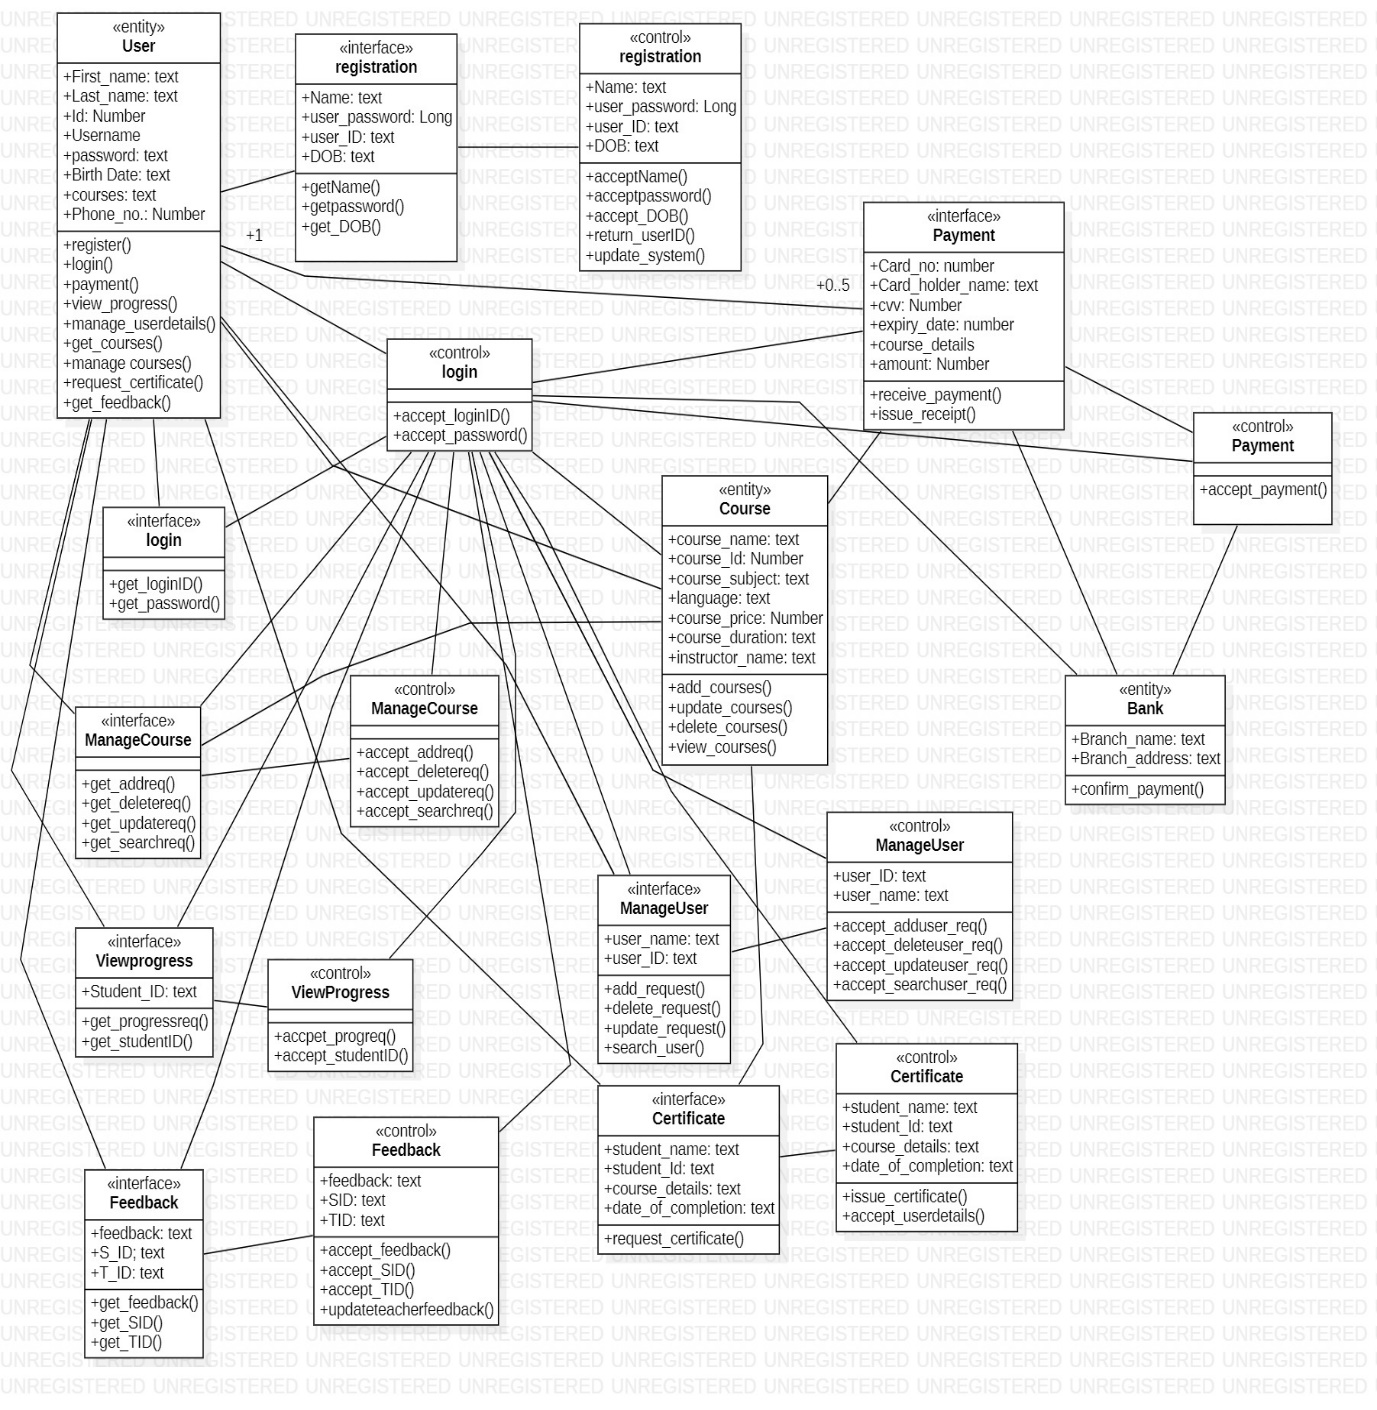 «entity»
User
+First_name: text
+Last_name: text
+Id: Number
+Username
+password: text
+Birth Date: text
+courses: text
+Phone_no.: Number
+register()
+login()
+payment()
+view_progress()
+manage_userdetails()
+get_courses()
+manage courses()
+request_certificate()
+get_feedback()
«interface»
registration
+Name: text
+user_password: Long
+user_ID: text
+DOB: text
+getName()
+getpassword()
+get_DOB()
«control»
registration
+Name: text
+user_password: Long
+user_ID: text
+DOB: text
+acceptName()
+acceptpassword()
+accept_DOB()
+return_userID()
+update_system()
+1
+0..5
«interface»
Payment
+Card_no: number
+Card_holder_name: text
+cvv: Number
+expiry_date: number
+course_details
+amount: Number
+receive_payment()
+issue_receipt()
«control»
login
+accept_loginID()
+accept_password()
«control»
Payment
+accept_payment()
«interface»
login
+get_loginID()
+get_password()
«entity»
Course
+course_name: text
+course_Id: Number
+course_subject: text
+language: text
+course_price: Number
+course_duration: text
+instructor_name: text
+add_courses()
+update_courses()
+delete_courses()
+view_courses()
«entity»
Bank
+Branch_name: text
+Branch_address: text
+confirm_payment()
«interface»
ManageCourse
+get_addreq()
+get_deletereq()
+get_updatereq()
+get_searchreq()
«control»
ManageCourse
+accept_addreq()
+accept_deletereq()
+accept_updatereq()
+accept_searchreq()
«control»
ManageUser
+user_ID: text
+user_name: text
+accept_adduser_req()
+accept_deleteuser_req()
+accept_updateuser_req()
+accept_searchuser_req()
«interface»
ManageUser
+user_name: text
+user_ID: text
+add_request()
+delete_request()
+update_request()
+search_user()
«interface»
Viewprogress
+Student_ID: text
+get_progressreq()
+get_studentID()
«control»
ViewProgress
+accpet_progreq()
+accept_studentID()
«control»
Certificate
+student_name: text
+student_Id: text
+course_details: text
+date_of_completion: text
+issue_certificate()
+accept_userdetails()
«interface»
Certificate
+student_name: text
+student_Id: text
+course_details: text
+date_of_completion: text
+request_certificate()
«control»
Feedback
+feedback: text
+SID: text
+TID: text
+accept_feedback()
+accept_SID()
+accept_TID()
+updateteacherfeedback()
«interface»
Feedback
+feedback: text
+S_ID; text
+T_ID: text
+get_feedback()
+get_SID()
+get_TID()
UNREGISTERED